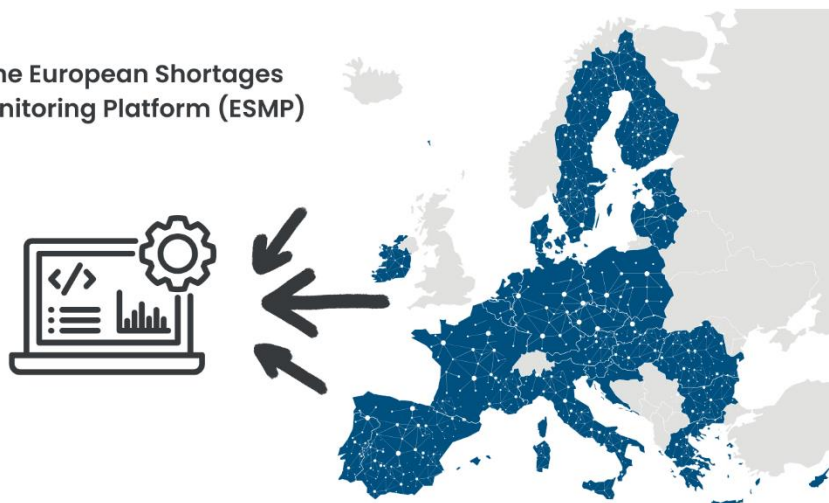 he European Shortages
nitoring Platform (ESMP)
<//>